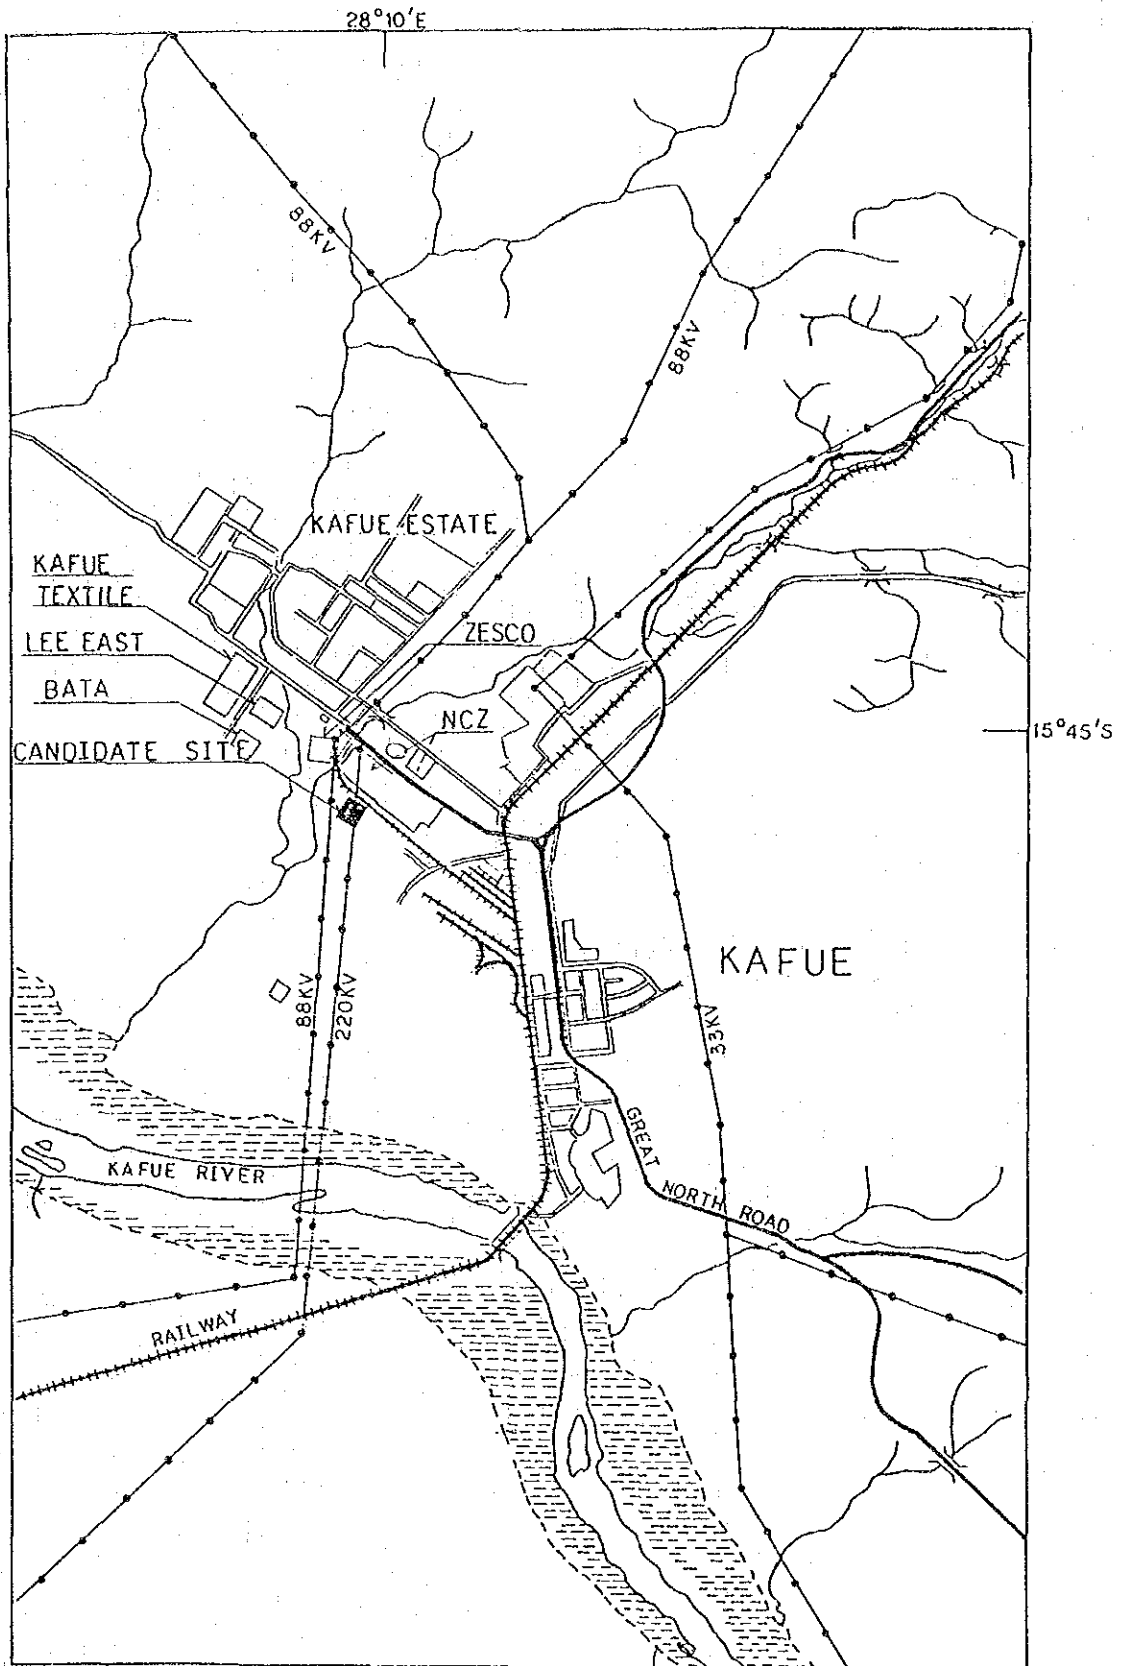 28°10'E
88KV
88KV
KAFUE ESTATE
KAFUE
TEXTILE
LEE EAST
BATA
CANDIDATE SITE
ZESCO
NCZ
15°45'S
KAFUE
88KV
220KV
33KV
GREAT
NORTH ROAD
KAFUE RIVER
RAILWAY